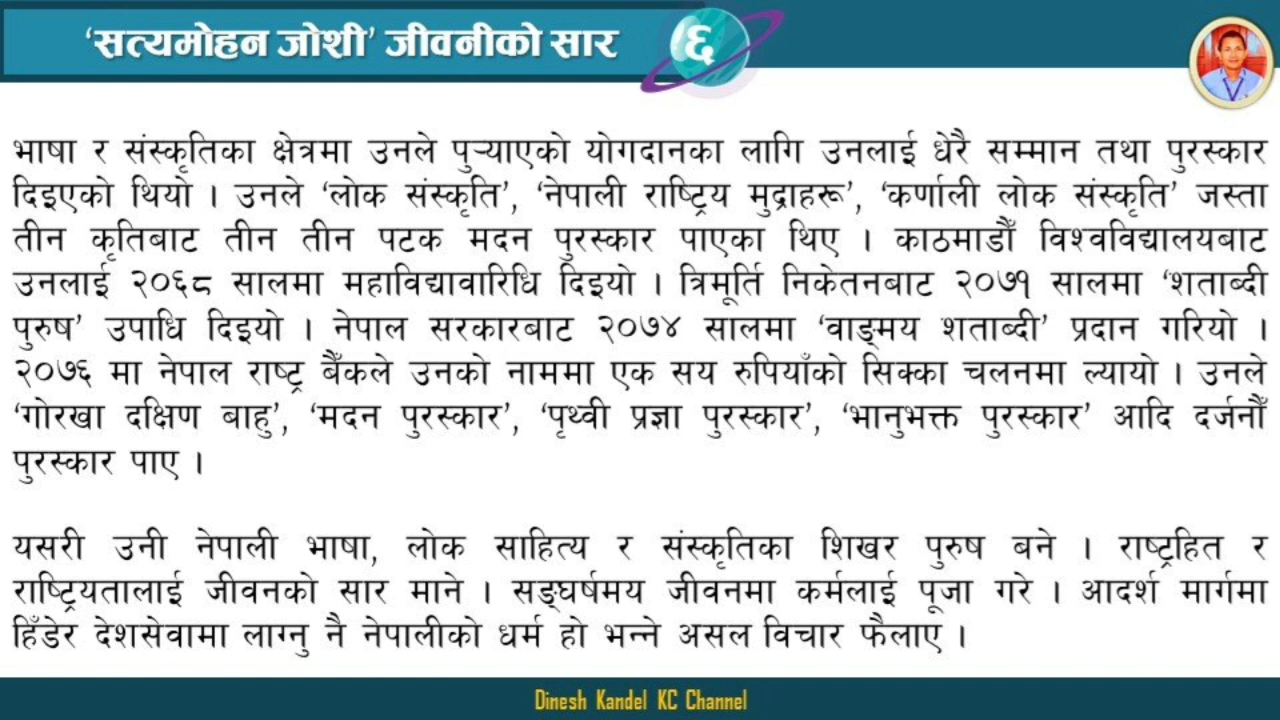 ‘सत्यमोहन जोशी’ जीवनीको सार
६
भाषा र संस्कृतिका क्षेत्रमा उनले पुऱ्याएको योगदानका लागि उनलाई धेरै सम्मान तथा पुरस्कार
दिइएको थियो । उनले ‘लोक संस्कृति’, ‘नेपाली राष्ट्रिय मुद्राहरू’, ‘कर्णाली लोक संस्कृति’ जस्ता
तीन कृतिबाट तीन तीन पटक मदन पुरस्कार पाएका थिए । काठमाडौँ विश्वविद्यालयबाट
उनलाई २०६८ सालमा महाविद्यावारिधि दिइयो । त्रिमूर्ति निकेतनबाट २०७१ सालमा ‘शताब्दी
पुरुष’ उपाधि दिइयो । नेपाल सरकारबाट २०७४ सालमा ‘वाङ्मय शताब्दी’ प्रदान गरियो ।
२०७६ मा नेपाल राष्ट्र बैँकले उनको नाममा एक सय रुपियाँको सिक्का चलनमा ल्यायो । उनले
‘गोरखा दक्षिण बाहु’, ‘मदन पुरस्कार’, ‘पृथ्वी प्रज्ञा पुरस्कार’, ‘भानुभक्त पुरस्कार’ आदि दर्जनौँ
पुरस्कार पाए ।
यसरी उनी नेपाली भाषा, लोक साहित्य र संस्कृतिका शिखर पुरुष बने । राष्ट्रहित र
राष्ट्रियतालाई जीवनको सार माने । सङ्घर्षमय जीवनमा कर्मलाई पूजा गरे । आदर्श मार्गमा
हिँडेर देशसेवामा लाग्नु नै नेपालीको धर्म हो भन्ने असल विचार फैलाए ।
Dinesh Kandel KC Channel